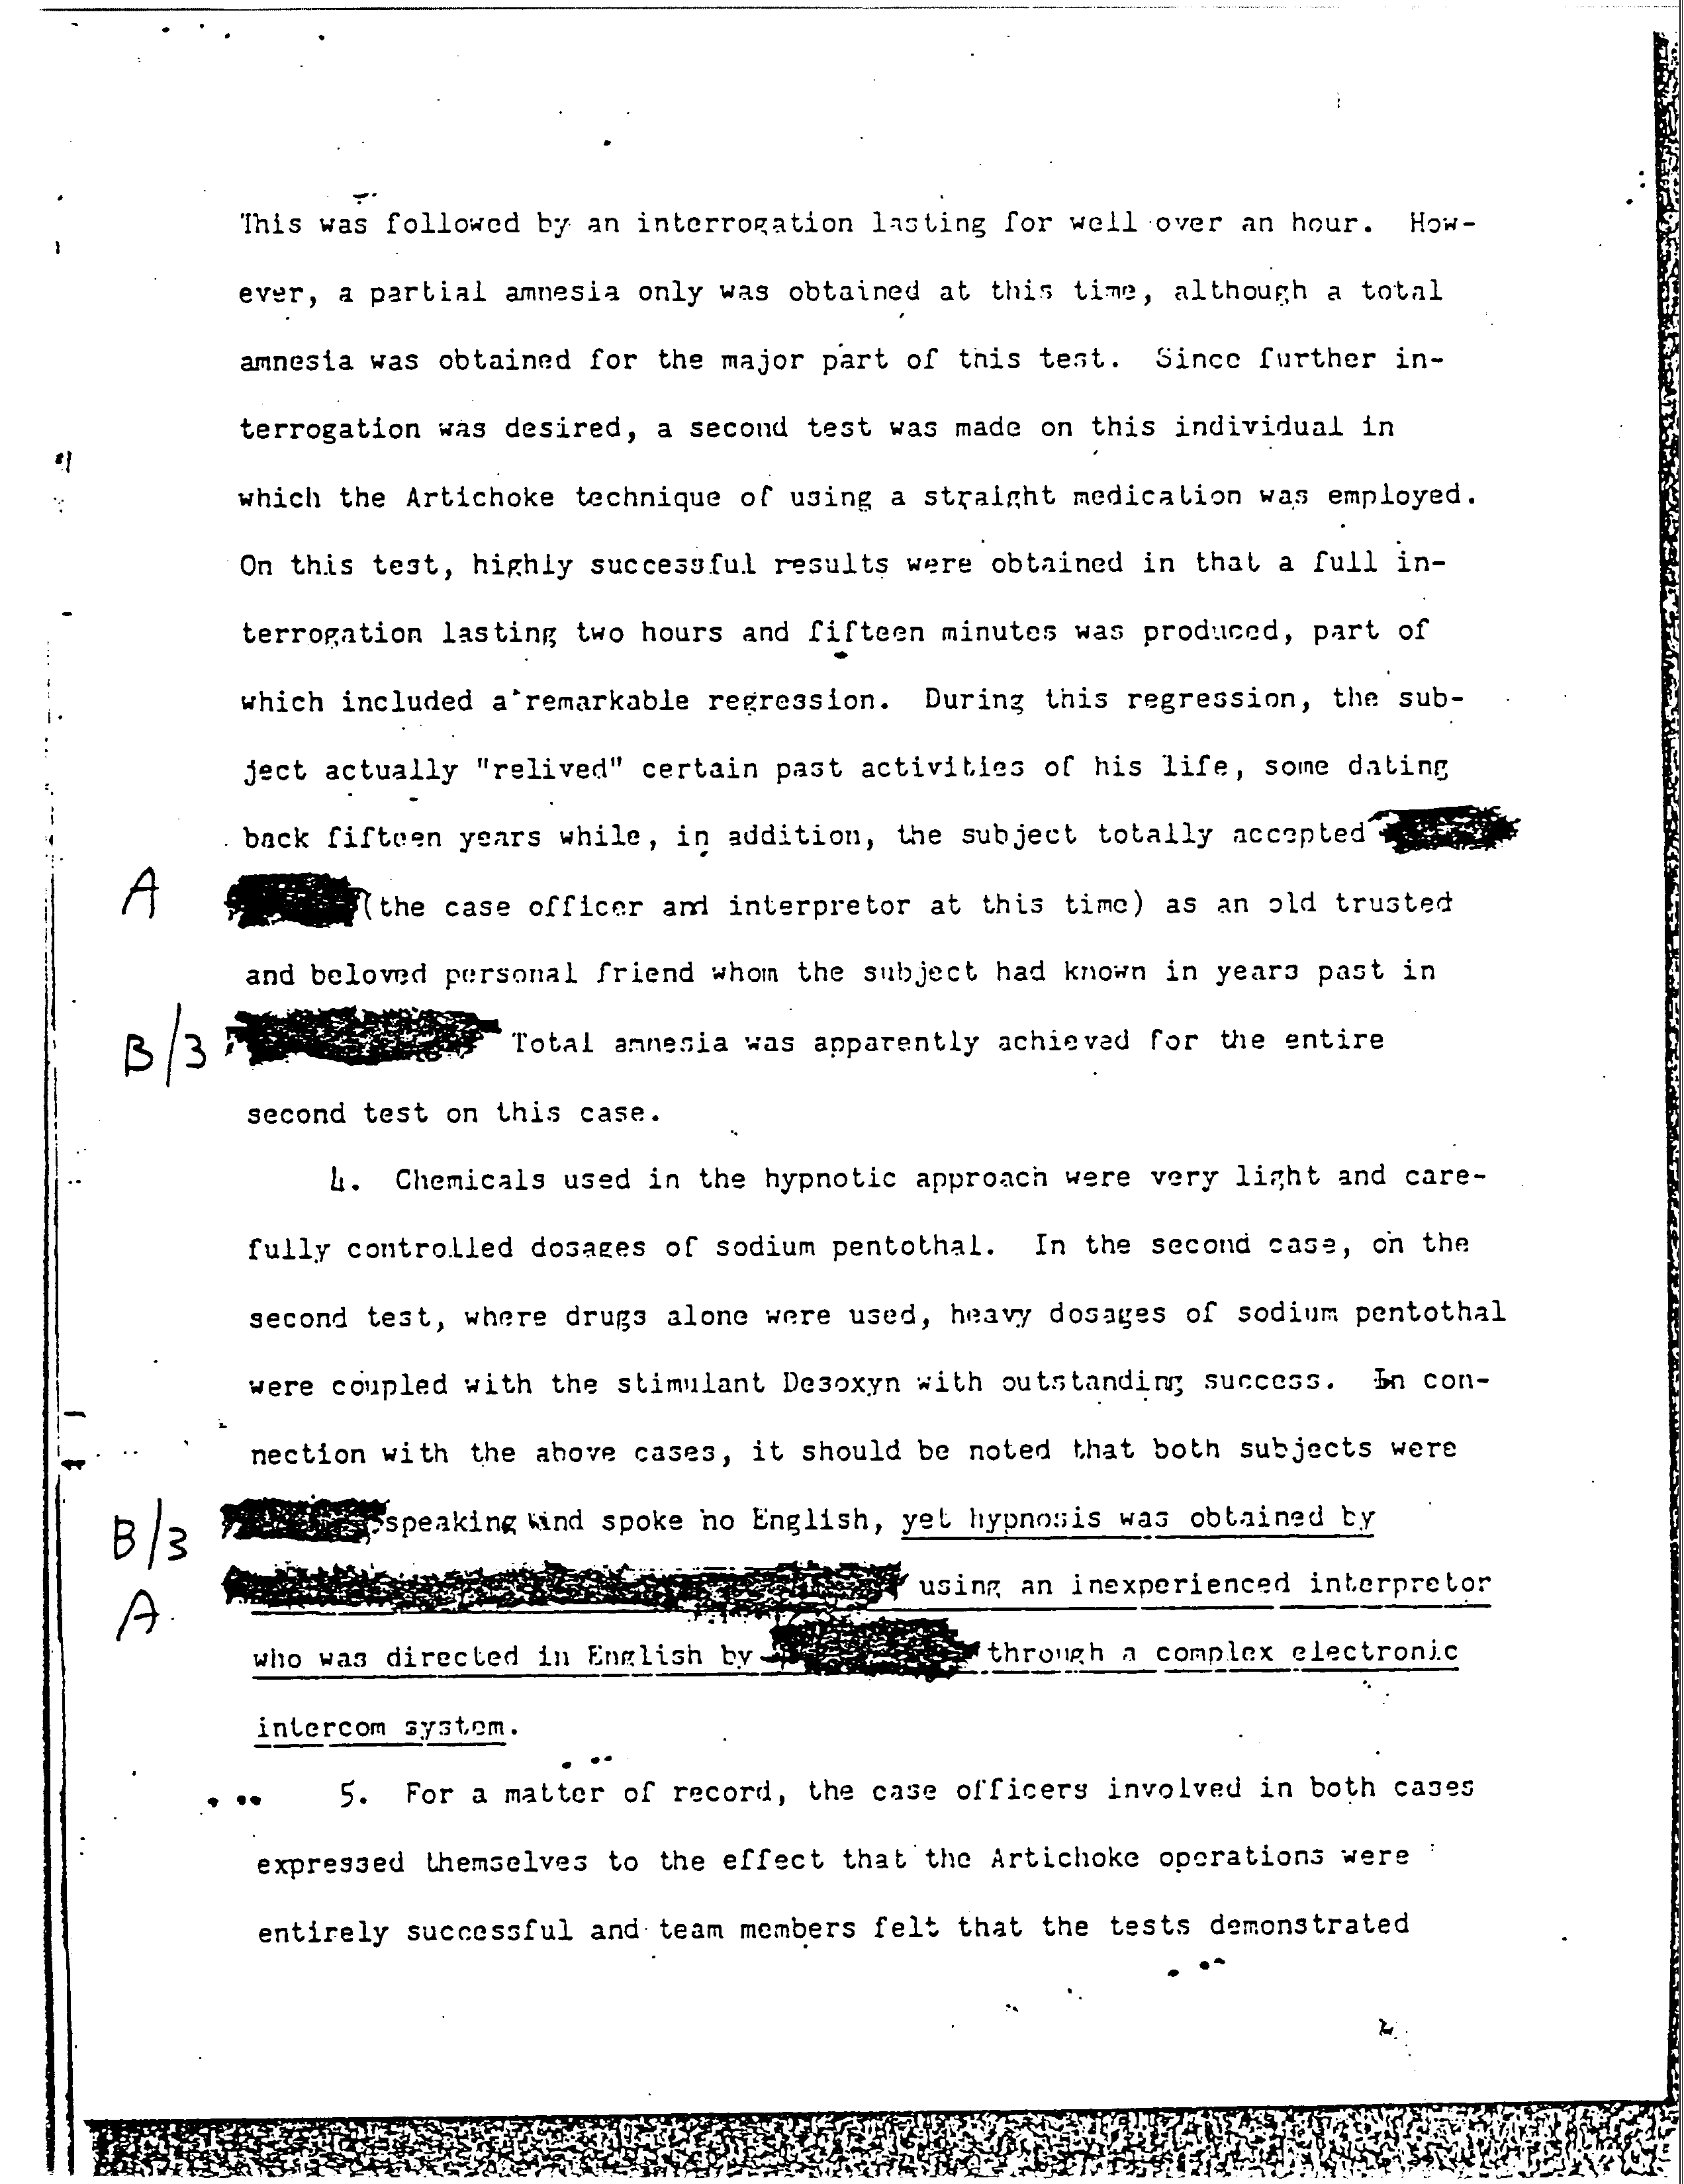 This was followed by an interrogation lasting for well over an hour. How-
ever, a partial amnesia only was obtained at this time, although a total
amnesia was obtained for the major part of this test. Since further in-
terrogation was desired, a second test was made on this individual in
which the Artichoke technique of using a straight medication was employed.
On this test, highly successful results were obtained in that a full in-
terrogation lasting two hours and fifteen minutes was produced, part of
which included a remarkable regression. During this regression, the sub-
ject actually "relived" certain past activities of his life, some dating
back fifteen years while, in addition, the subject totally accepted
A (the case officer and interpretor at this time) as an old trusted
and beloved personal friend whom the subject had known in years past in
B/3 Total amnesia was apparently achieved for the entire
second test on this case.
4. Chemicals used in the hypnotic approach were very light and care-
fully controlled dosages of sodium pentothal. In the second case, on the
second test, where drugs alone were used, heavy dosages of sodium pentothal
were coupled with the stimulant Desoxyn with outstanding success. In con-
nection with the above cases, it should be noted that both subjects were
B/3 speaking and spoke no English, yet hypnosis was obtained by
A. using an inexperienced interpretor
who was directed in English by through a complex electronic
intercom system.
5. For a matter of record, the case officers involved in both cases
expressed themselves to the effect that the Artichoke operations were
entirely successful and team members felt that the tests demonstrated